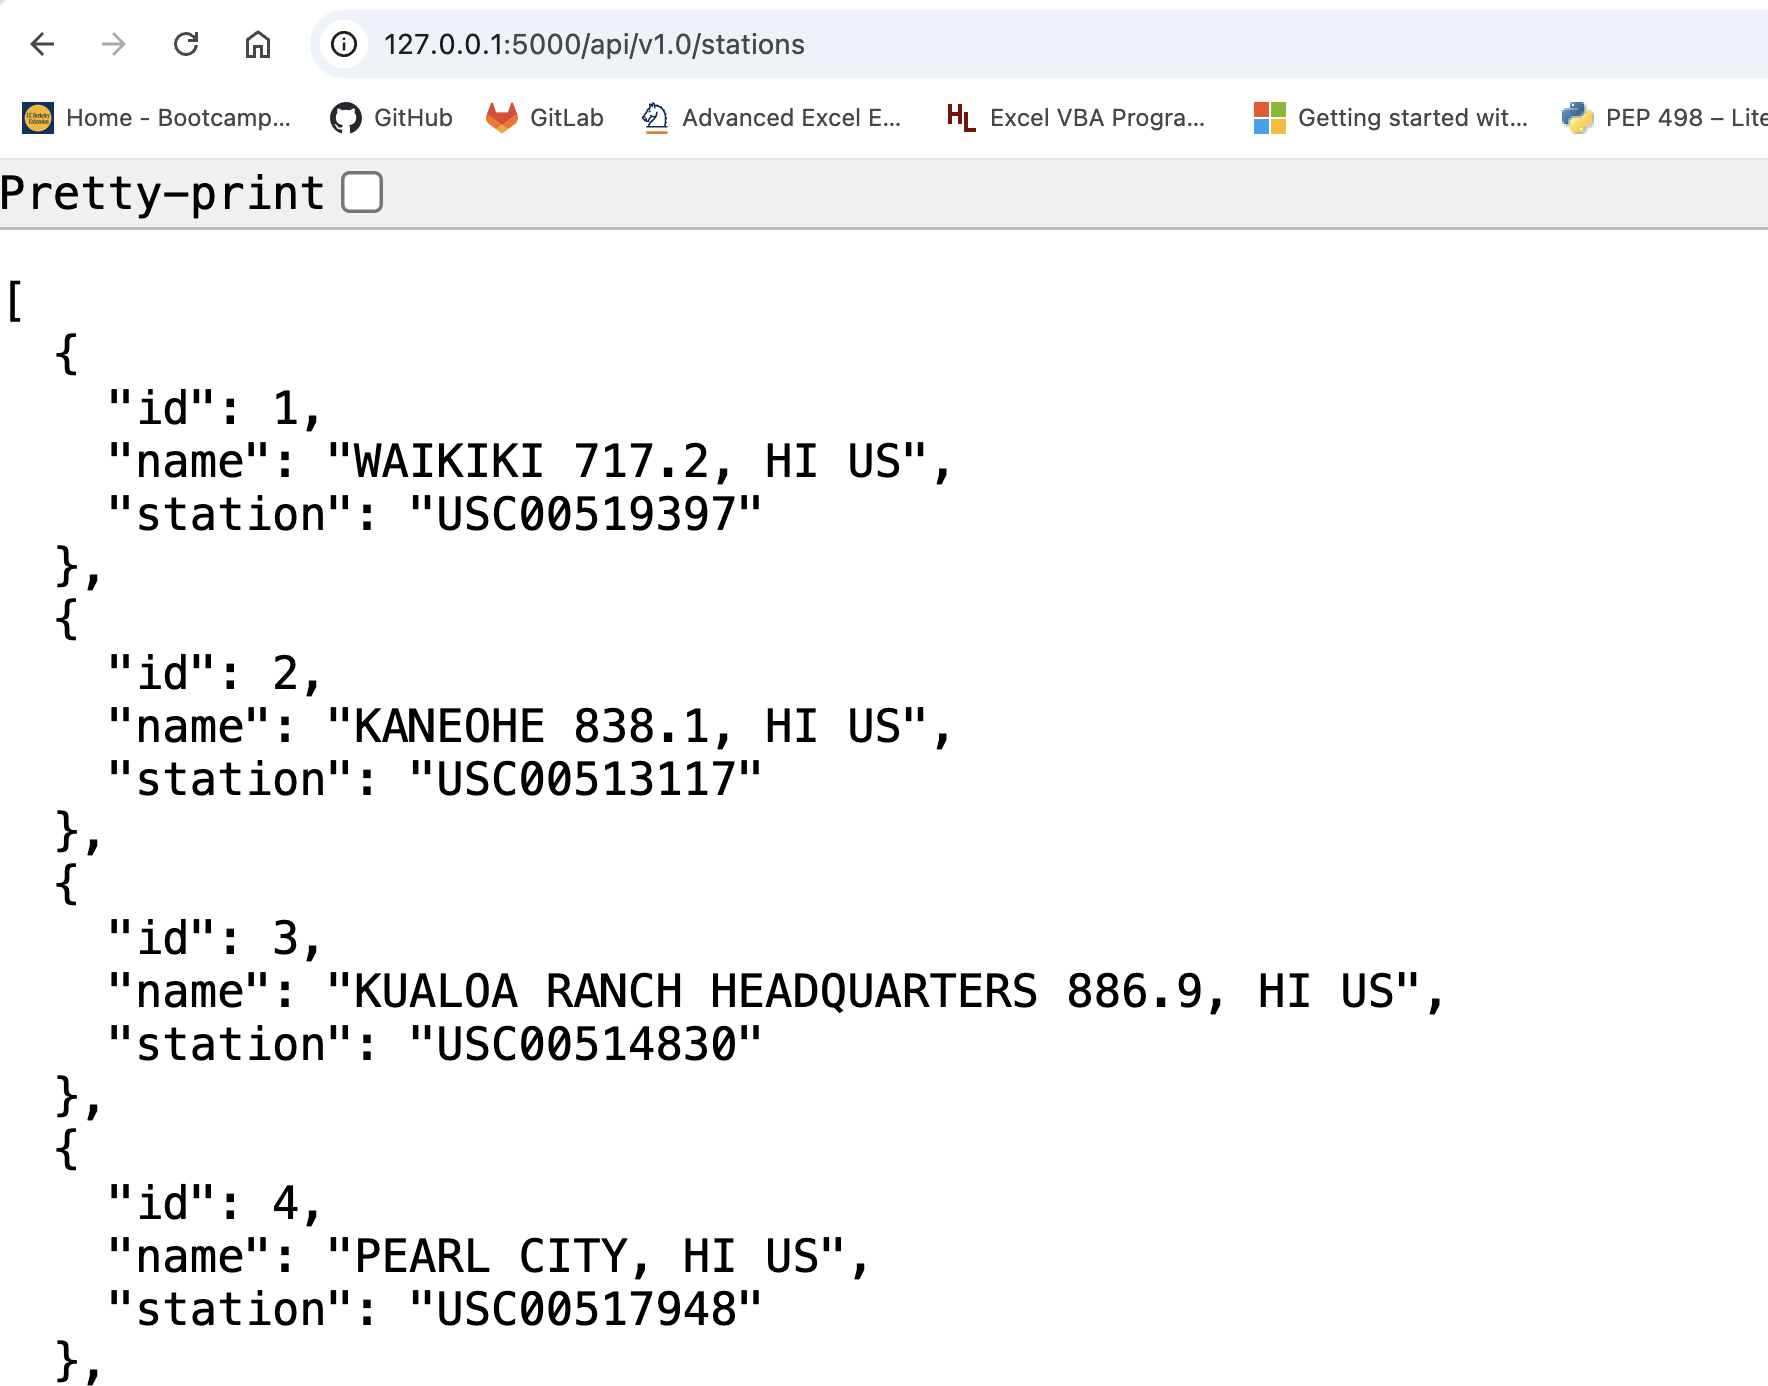 127.0.0.1:5000/api/v1.0/stations
Home - Bootcamp... GitHub GitLab Advanced Excel E... Excel VBA Progra... Getting started wit... PEP 498 – Lite
Pretty-print
[
  {
    "id": 1,
    "name": "WAIKIKI 717.2, HI US",
    "station": "USC00519397"
  },
  {
    "id": 2,
    "name": "KANEOHE 838.1, HI US",
    "station": "USC00513117"
  },
  {
    "id": 3,
    "name": "KUALOA RANCH HEADQUARTERS 886.9, HI US",
    "station": "USC00514830"
  },
  {
    "id": 4,
    "name": "PEARL CITY, HI US",
    "station": "USC00517948"
  },